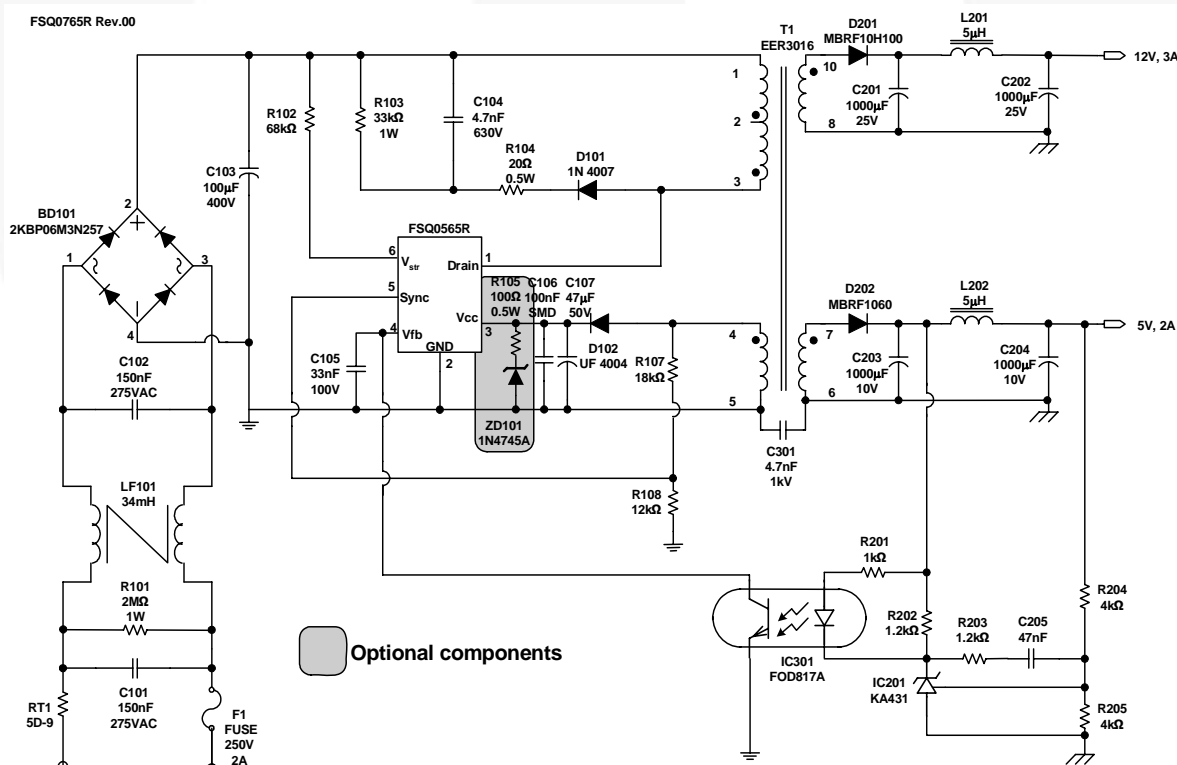 FSQ0765R Rev.00
T1
EER3016
D201
MBRF10H100
L201
5μH
12V, 3A
1
10
C201
1000μF
25V
C202
1000μF
25V
R102
68kΩ
R103
33kΩ
1W
C104
4.7nF
630V
2
8
R104
20Ω
0.5W
D101
1N 4007
3
C103
100μF
400V
BD101
2KBP06M3N257
2
1
3
4
FSQ0565R
6
Vstr
Drain
1
5
Sync
Vcc
3
4
Vfb
GND
2
R105
100Ω
0.5W
C106
100nF
SMD
C107
47μF
50V
D102
UF 4004
R107
18kΩ
4
5
7
6
D202
MBRF1060
L202
5μH
5V, 2A
C203
1000μF
10V
C204
1000μF
10V
C102
150nF
275VAC
C105
33nF
100V
ZD101
1N4745A
C301
4.7nF
1kV
LF101
34mH
R108
12kΩ
R101
2MΩ
1W
R201
1kΩ
R202
1.2kΩ
R203
1.2kΩ
C205
47nF
R204
4kΩ
Optional components
IC301
FOD817A
IC201
KA431
R205
4kΩ
RT1
5D-9
C101
150nF
275VAC
F1
FUSE
250V
2A